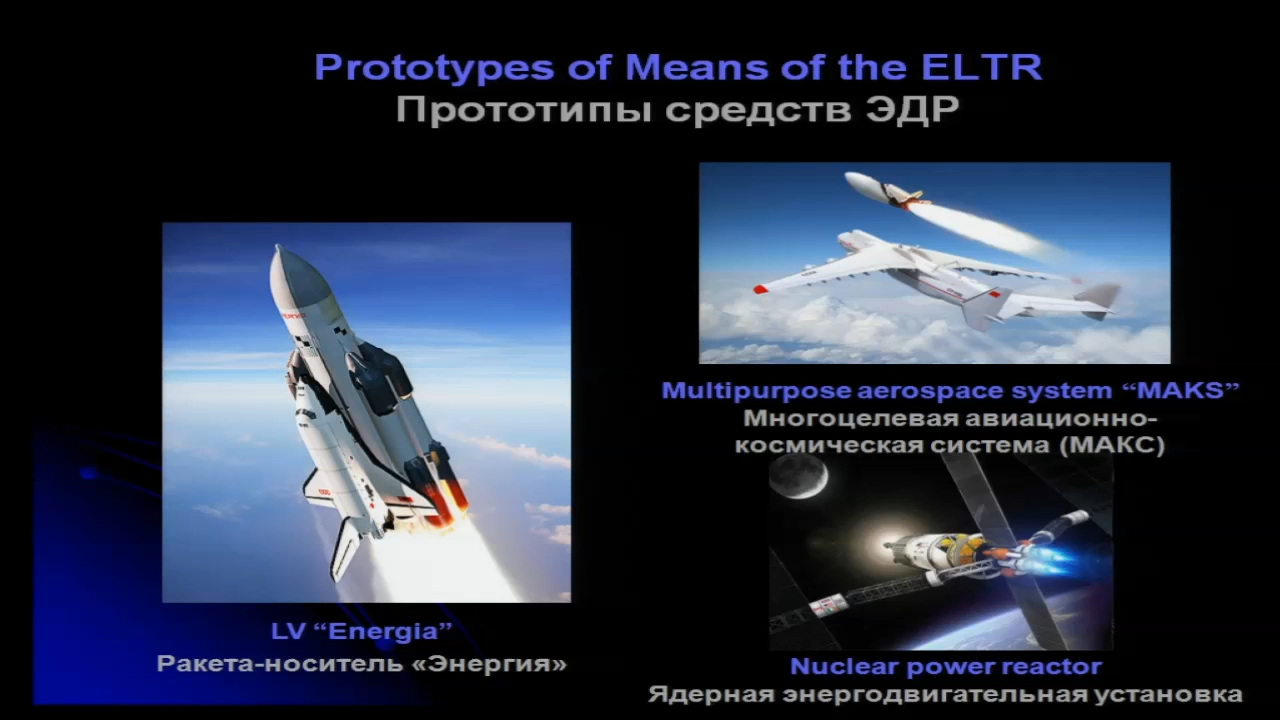 Prototypes of Means of the ELTR
Прототипы средств ЭДР
Multipurpose aerospace system “MAKS”
Многоцелевая авиационно-
космическая система (МАКС)
LV “Energia”
Ракета-носитель «Энергия»
Nuclear power reactor
Ядерная энергодвигательная установка